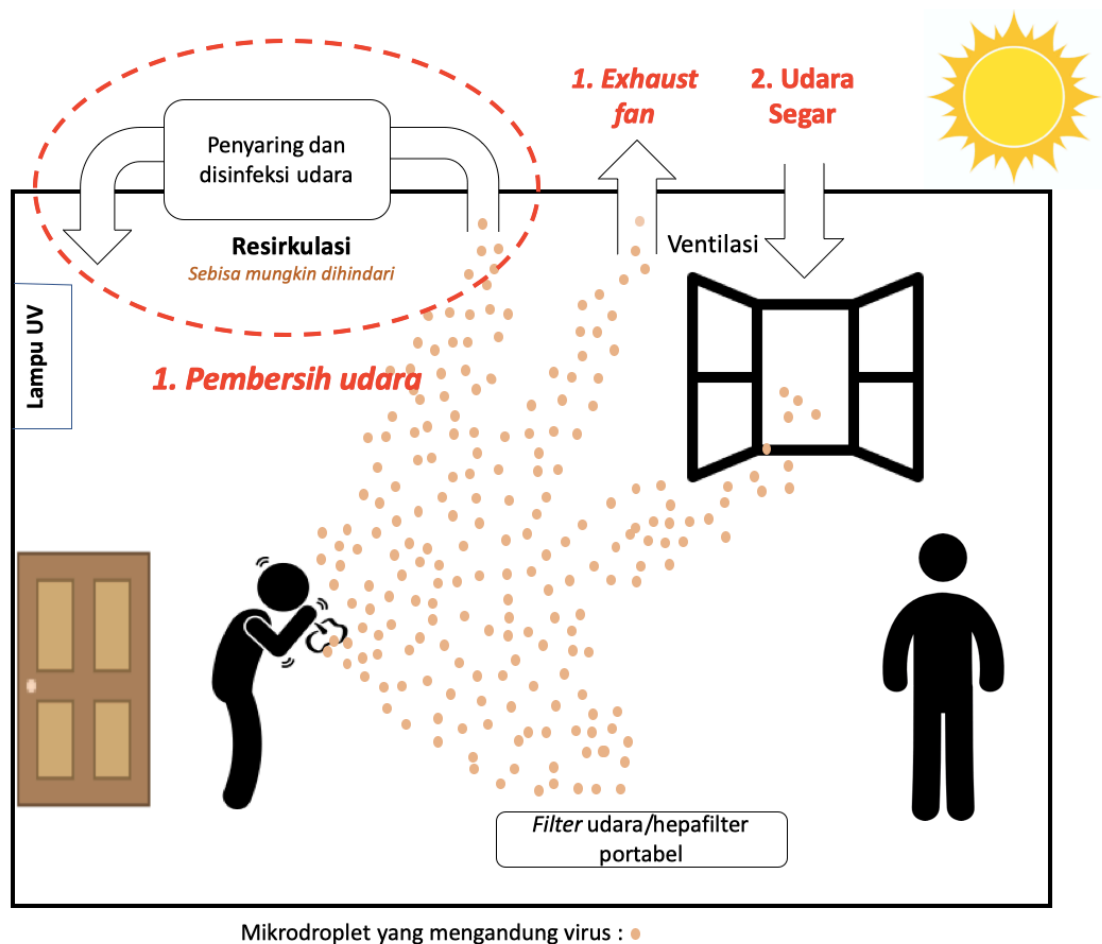 1. Exhaust
fan
2. Udara
Segar
Penyaring dan
disinfeksi udara
Resirkulasi
Sebisa mungkin dihindari
Ventilasi
Lampu UV
1. Pembersih udara
Filter udara/hepafilter
portabel
Mikrodroplet yang mengandung virus :